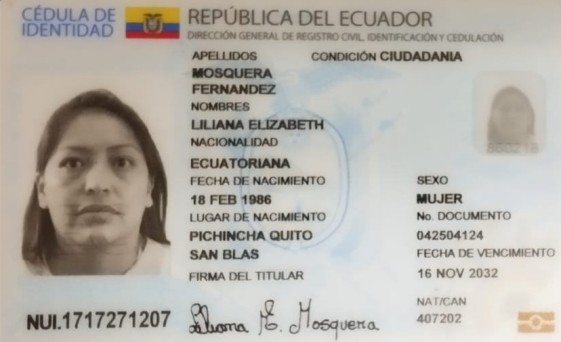 CÉDULA DE IDENTIDAD
REPÚBLICA DEL ECUADOR
DIRECCIÓN GENERAL DE REGISTRO CIVIL, IDENTIFICACIÓN Y CEDULACIÓN
APELLIDOS CONDICIÓN CIUDADANIA
MOSQUERA
FERNANDEZ
NOMBRES
LILIANA ELIZABETH
NACIONALIDAD
ECUATORIANA
FECHA DE NACIMIENTO SEXO
18 FEB 1986 MUJER
LUGAR DE NACIMIENTO No. DOCUMENTO
PICHINCHA QUITO 042504124
SAN BLAS FECHA DE VENCIMIENTO
FIRMA DEL TITULAR 16 NOV 2032
NAT/CAN
407202
NUI.1717271207
Liliana E. Mosquera